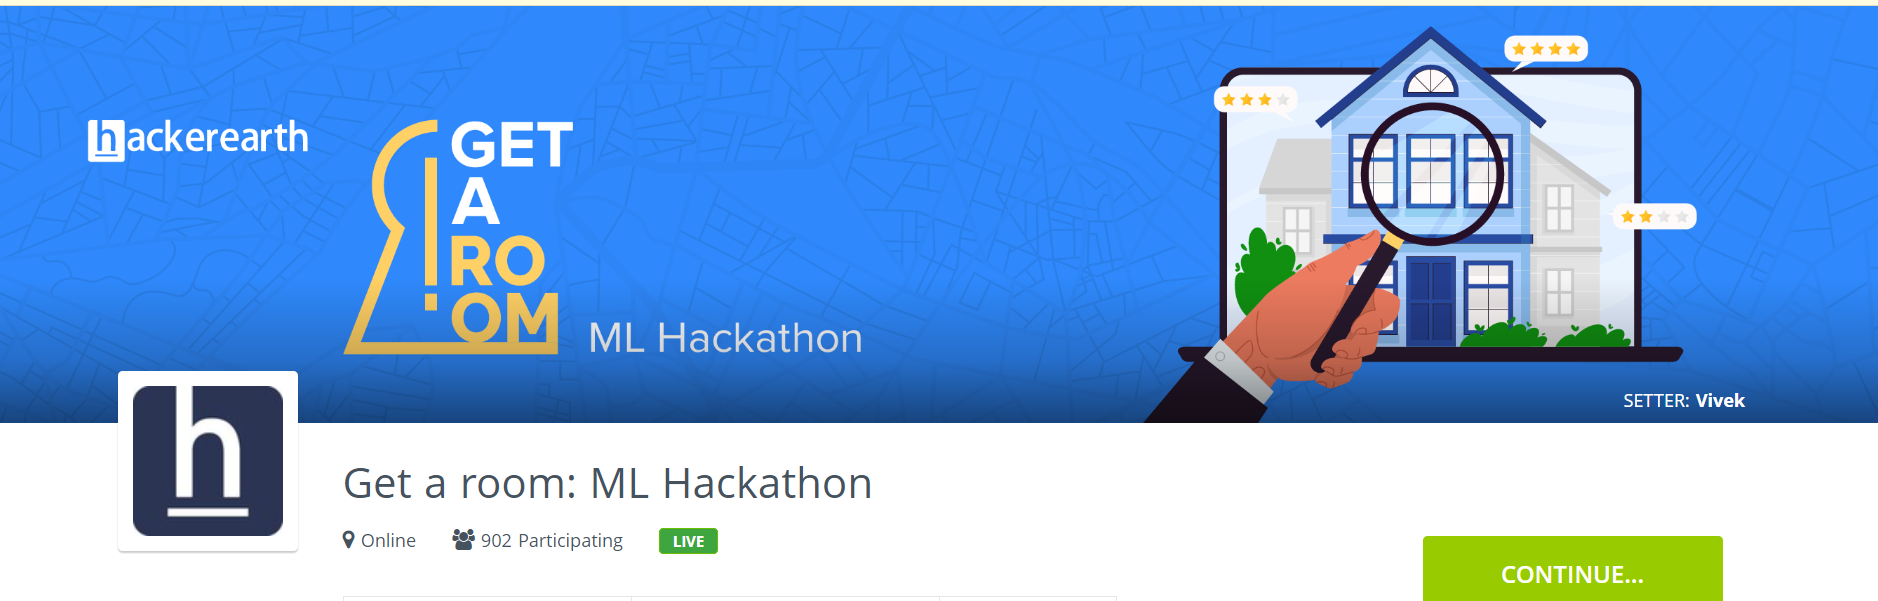 hackerearth
GET
A
RO
OM
ML Hackathon
SETTER: Vivek
h
Get a room: ML Hackathon
Online
902 Participating
LIVE
CONTINUE...